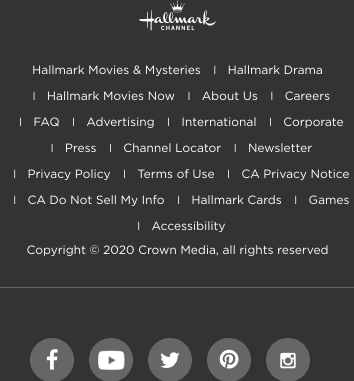 Hallmark
CHANNEL
Hallmark Movies & Mysteries | Hallmark Drama
| Hallmark Movies Now | About Us | Careers
| FAQ | Advertising | International | Corporate
| Press | Channel Locator | Newsletter
| Privacy Policy | Terms of Use | CA Privacy Notice
| CA Do Not Sell My Info | Hallmark Cards | Games
| Accessibility
Copyright © 2020 Crown Media, all rights reserved